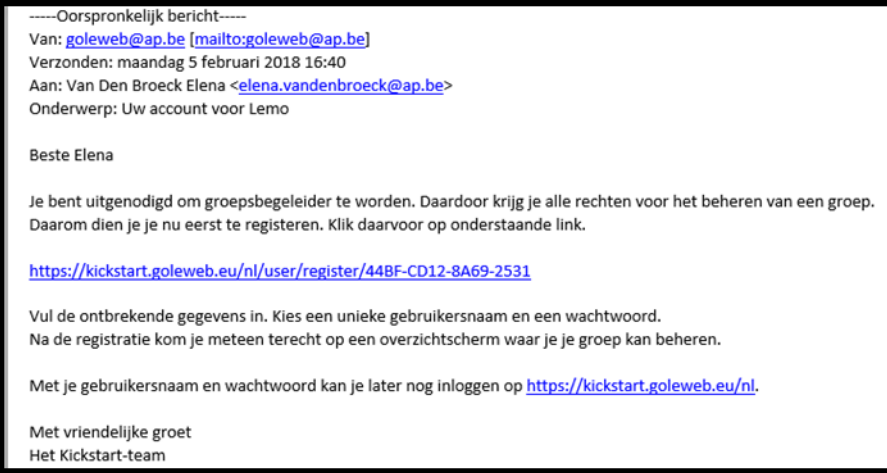 -----Oorspronkelijk bericht-----
Van: goleweb@ap.be [mailto:goleweb@ap.be]
Verzonden: maandag 5 februari 2018 16:40
Aan: Van Den Broeck Elena <elena.vandenbroeck@ap.be>
Onderwerp: Uw account voor Lemo
Beste Elena
Je bent uitgenodigd om groepsbegeleider te worden. Daardoor krijg je alle rechten voor het beheren van een groep.
Daarom dien je je nu eerst te registeren. Klik daarvoor op onderstaande link.
https://kickstart.goleweb.eu/nl/user/register/44BF-CD12-8A69-2531
Vul de ontbrekende gegevens in. Kies een unieke gebruikersnaam en een wachtwoord.
Na de registratie kom je meteen terecht op een overzichtscherm waar je je groep kan beheren.
Met je gebruikersnaam en wachtwoord kan je later nog inloggen op https://kickstart.goleweb.eu/nl.
Met vriendelijke groet
Het Kickstart-team